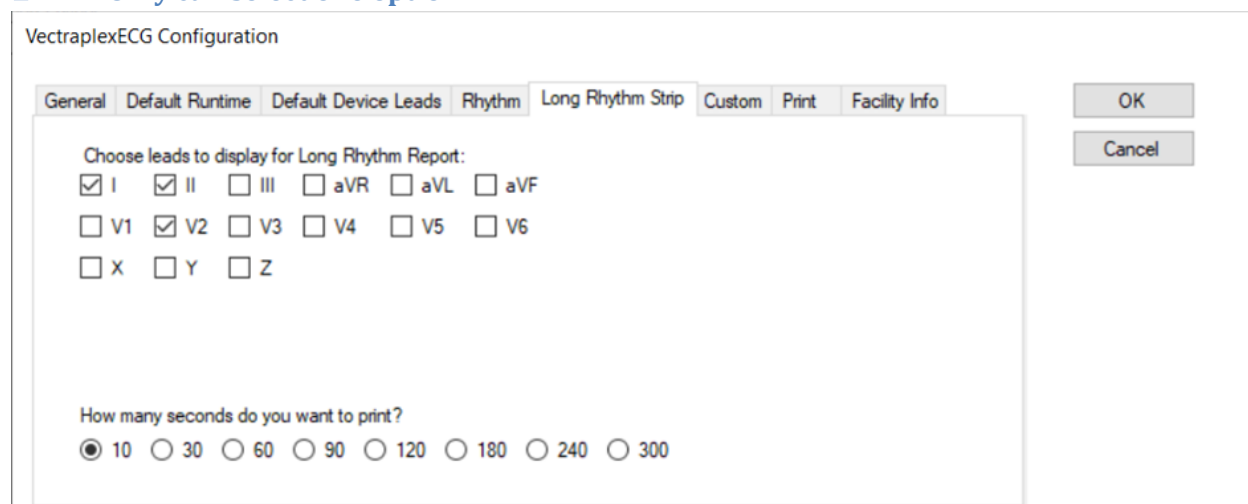 VectraplexECG Configuration
General Default Runtime Default Device Leads Rhythm Long Rhythm Strip Custom Print Facility Info
OK
Cancel
Choose leads to display for Long Rhythm Report:
I II III aVR aVL aVF
V1 V2 V3 V4 V5 V6
X Y Z
How many seconds do you want to print?
10 30 60 90 120 180 240 300